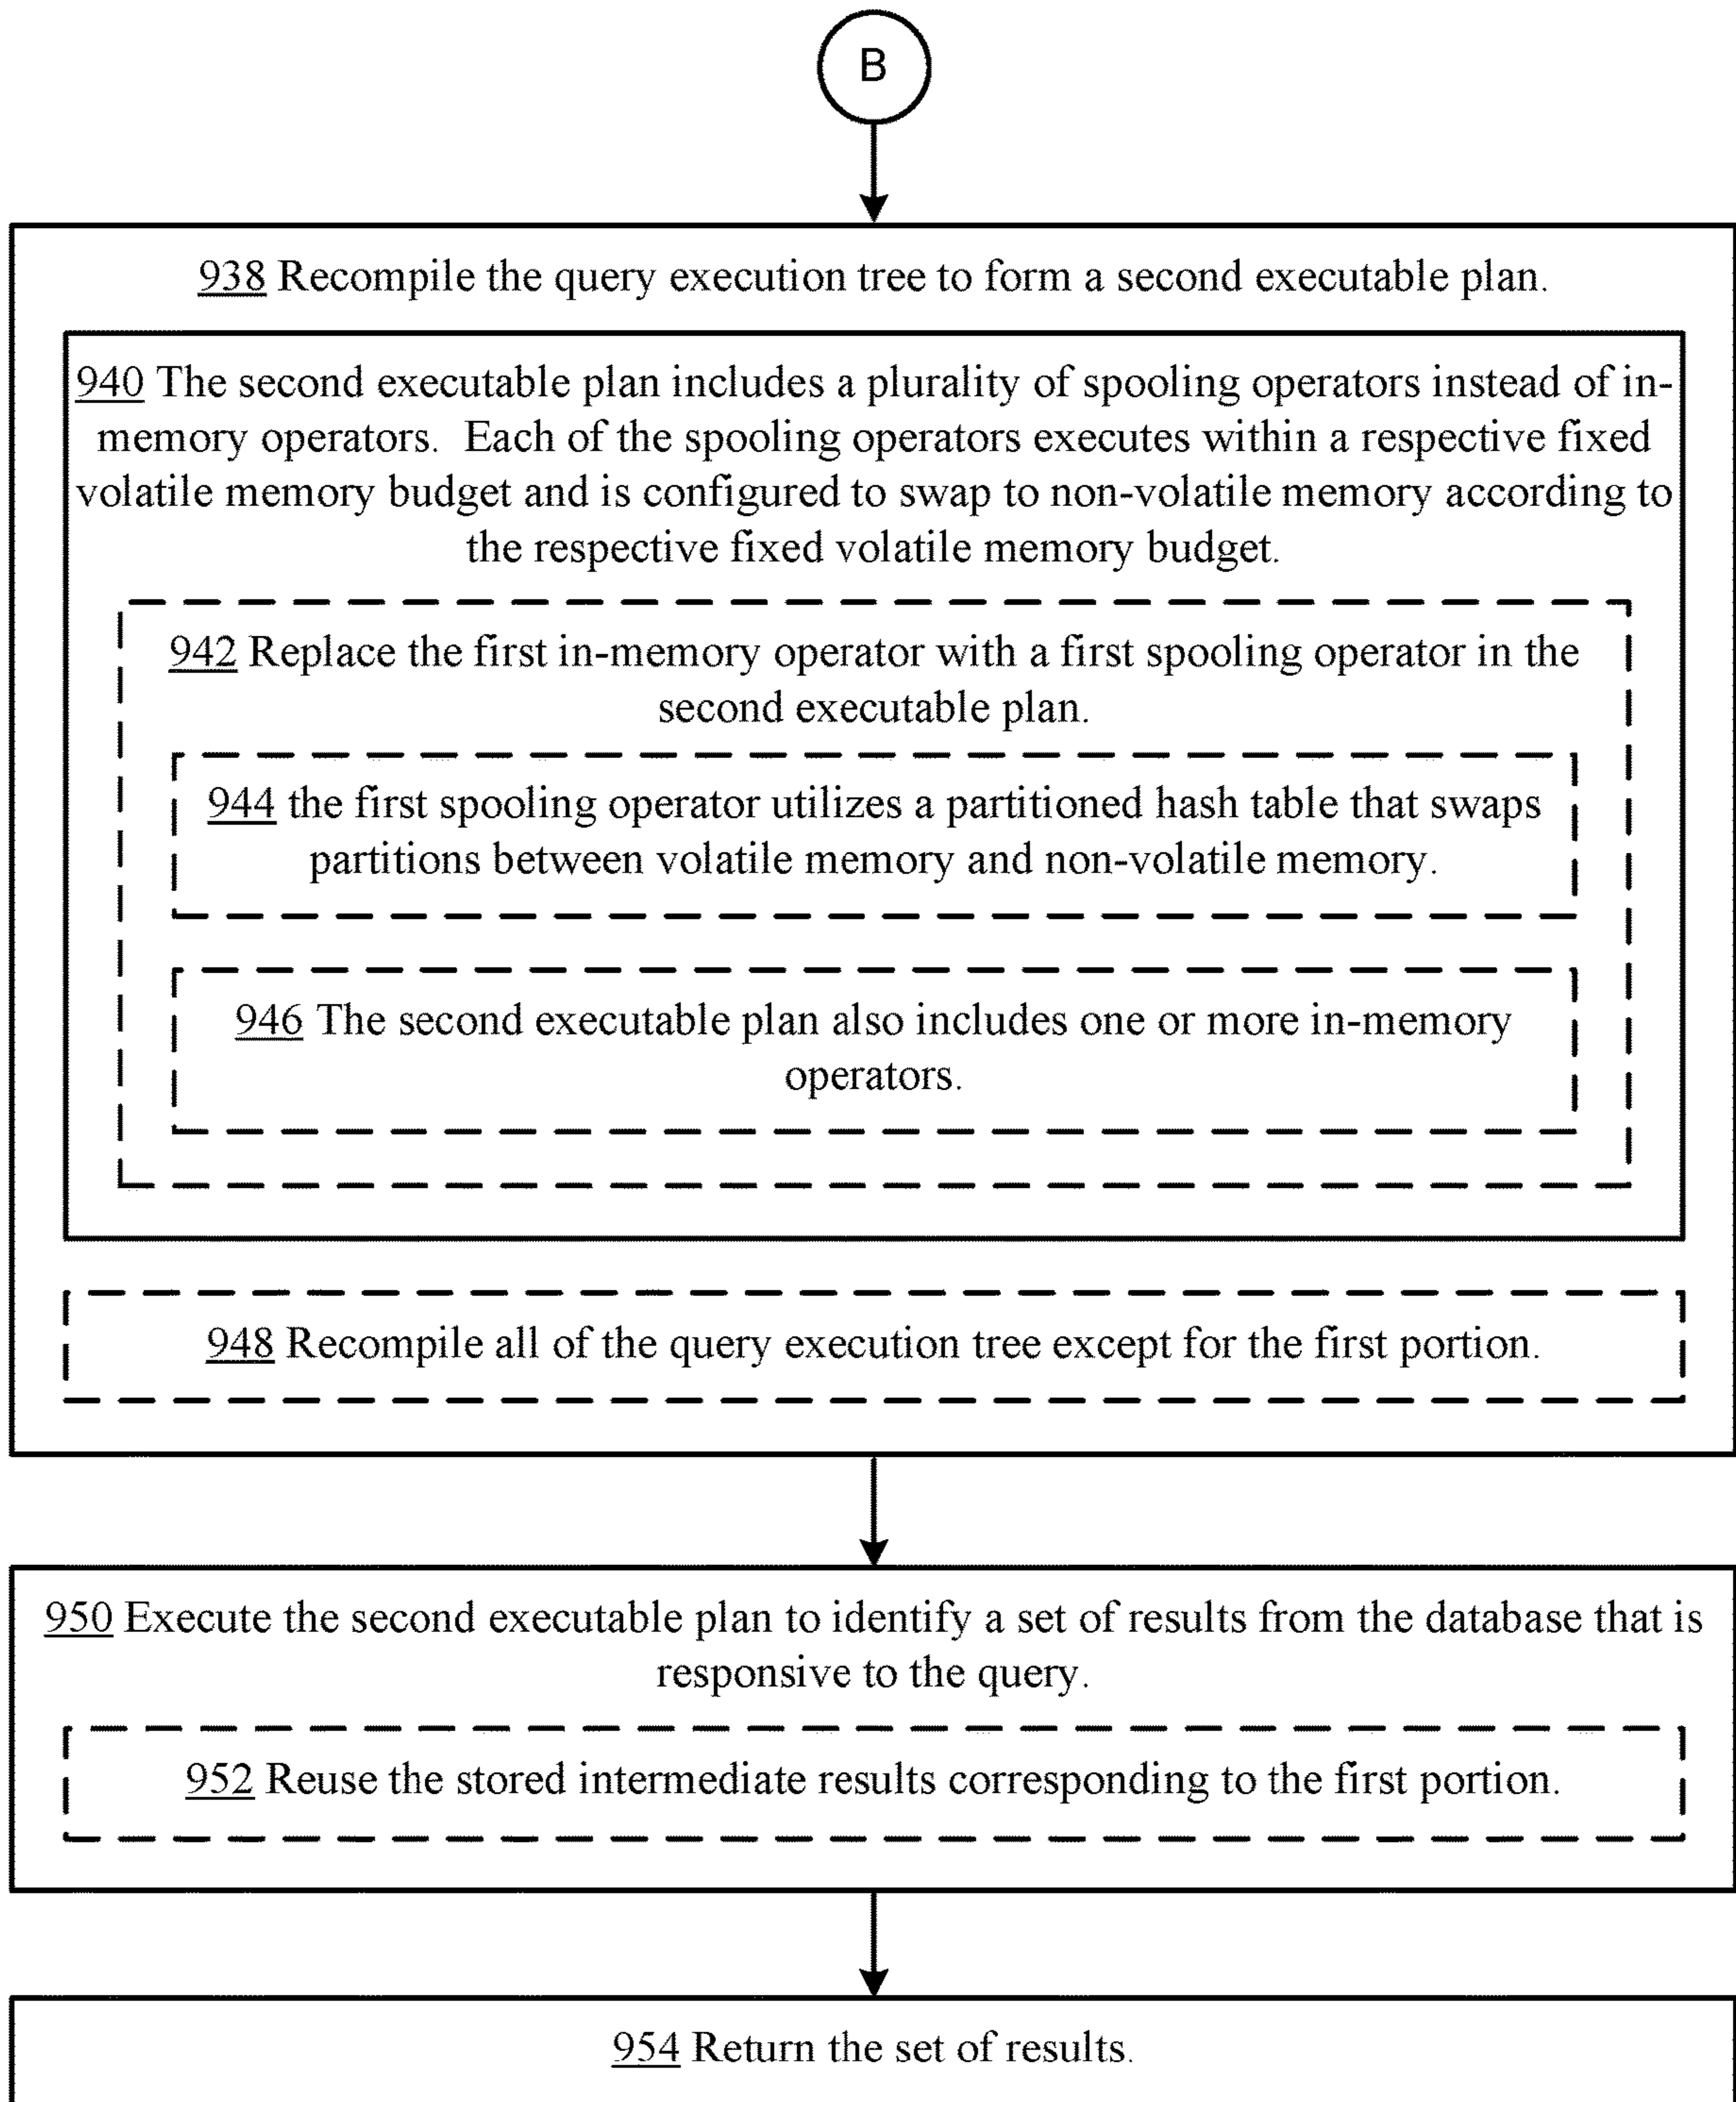 B
938 Recompile the query execution tree to form a second executable plan.
940 The second executable plan includes a plurality of spooling operators instead of in-
memory operators.  Each of the spooling operators executes within a respective fixed
volatile memory budget and is configured to swap to non-volatile memory according to
the respective fixed volatile memory budget.
942 Replace the first in-memory operator with a first spooling operator in the
second executable plan.
944 the first spooling operator utilizes a partitioned hash table that swaps
partitions between volatile memory and non-volatile memory.
946 The second executable plan also includes one or more in-memory
operators.
948 Recompile all of the query execution tree except for the first portion.
950 Execute the second executable plan to identify a set of results from the database that is
responsive to the query.
952 Reuse the stored intermediate results corresponding to the first portion.
954 Return the set of results.